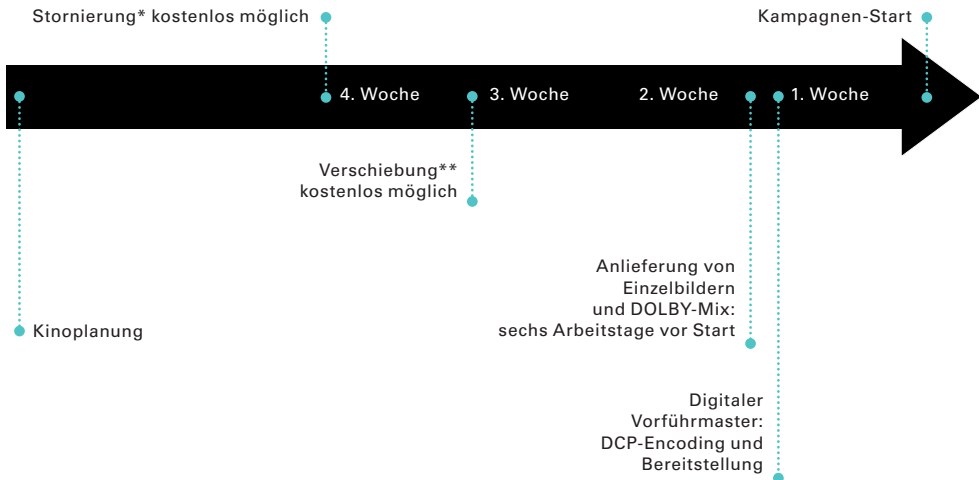 Stornierung* kostenlos möglich
Kampagnen-Start
4. Woche
3. Woche
2. Woche
1. Woche
Verschiebung**
kostenlos möglich
Anlieferung von
Einzelbildern
und DOLBY-Mix:
sechs Arbeitstage vor Start
Kinoplanung
Digitaler
Vorführmaster:
DCP-Encoding und
Bereitstellung